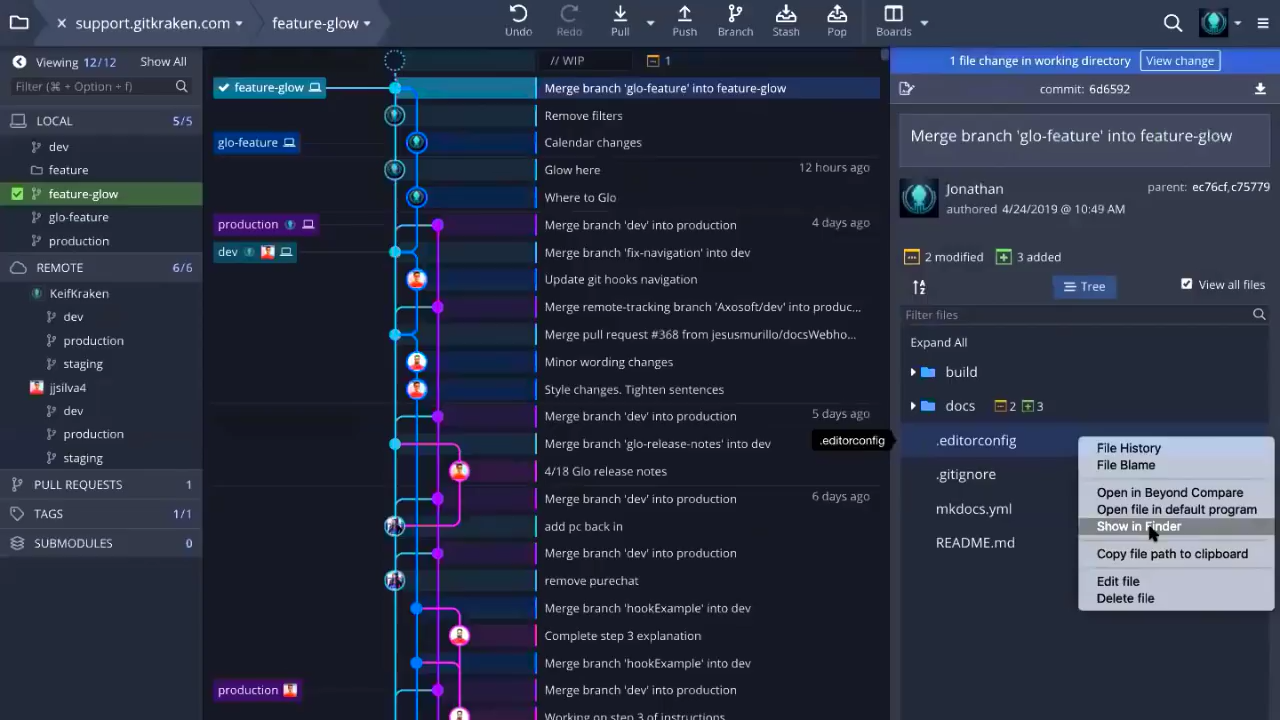 support.gitkraken.com
feature-glow
Undo
Redo
Pull
Push
Branch
Stash
Pop
Boards
Viewing 12/12
Show All
Filter (⌘ + Option + f)
LOCAL 5/5
dev
feature
feature-glow
glo-feature
production
REMOTE 6/6
KeifKraken
dev
production
staging
jjsilva4
dev
production
staging
PULL REQUESTS 1
TAGS 1/1
SUBMODULES 0
// WIP 1
feature-glow Merge branch 'glo-feature' into feature-glow
Remove filters
glo-feature Calendar changes
Glow here 12 hours ago
Where to Glo
production Merge branch 'dev' into production 4 days ago
dev Merge branch 'fix-navigation' into dev
Update git hooks navigation
Merge remote-tracking branch 'Axosoft/dev' into produc...
Merge pull request #368 from jesusmurillo/docsWebho...
Minor wording changes
Style changes. Tighten sentences
Merge branch 'dev' into production 5 days ago
Merge branch 'glo-release-notes' into dev
4/18 Glo release notes
Merge branch 'dev' into production 6 days ago
add pc back in
Merge branch 'dev' into production
remove purechat
Merge branch 'hookExample' into dev
Complete step 3 explanation
Merge branch 'hookExample' into dev
production Merge branch 'dev' into production
Working on step 3 of instructions
1 file change in working directory View change
commit: 6d6592
Merge branch 'glo-feature' into feature-glow
Jonathan
authored 4/24/2019 @ 10:49 AM
parent: ec76cf,c75779
2 modified 3 added
Tree
View all files
Filter files
Expand All
build
docs 2 3
.editorconfig
.editorconfig
.gitignore
mkdocs.yml
README.md
File History
File Blame
Open in Beyond Compare
Open file in default program
Show in Finder
Copy file path to clipboard
Edit file
Delete file